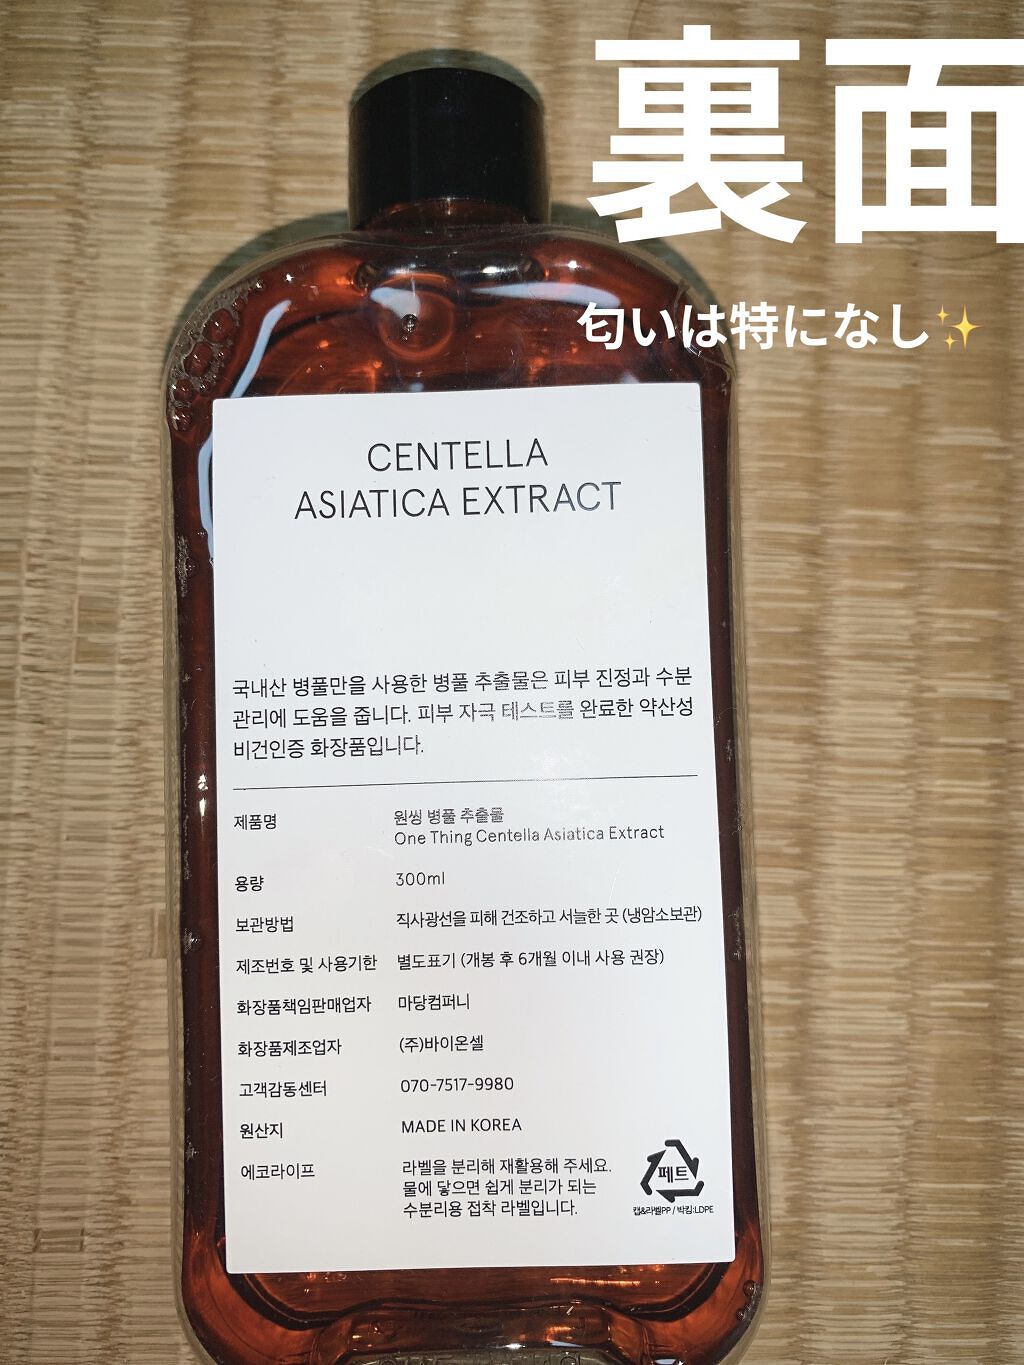 裏面
匂いは特になし✨
CENTELLA
ASIATICA EXTRACT
국내산 병풀만을 사용한 병풀 추출물은 피부 진정과 수분
관리에 도움을 줍니다. 피부 자극 테스트를 완료한 약산성
비건인증 화장품입니다.
제품명 원씽 병풀 추출물
One Thing Centella Asiatica Extract
용량 300ml
보관방법 직사광선을 피해 건조하고 서늘한 곳 (냉암소보관)
제조번호 및 사용기한 별도표기 (개봉 후 6개월 이내 사용 권장)
화장품책임판매업자 마당컴퍼니
화장품제조업자 (주)바이온셀
고객감동센터 070-7517-9980
원산지 MADE IN KOREA
에코라이프 라벨을 분리해 재활용해 주세요.
물에 닿으면 쉽게 분리가 되는
수분리용 접착 라벨입니다.
페트
캡&라벨PP / 박킹:LDPE